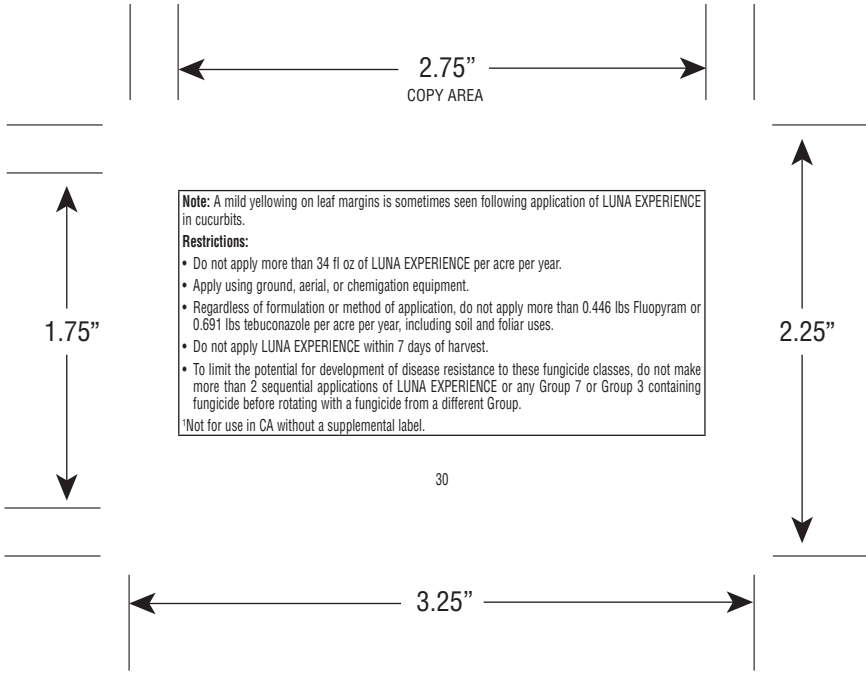 2.75”
COPY AREA
Note: A mild yellowing on leaf margins is sometimes seen following application of LUNA EXPERIENCE
in cucurbits.
Restrictions:
• Do not apply more than 34 fl oz of LUNA EXPERIENCE per acre per year.
• Apply using ground, aerial, or chemigation equipment.
• Regardless of formulation or method of application, do not apply more than 0.446 lbs Fluopyram or
0.691 lbs tebuconazole per acre per year, including soil and foliar uses.
• Do not apply LUNA EXPERIENCE within 7 days of harvest.
• To limit the potential for development of disease resistance to these fungicide classes, do not make
more than 2 sequential applications of LUNA EXPERIENCE or any Group 7 or Group 3 containing
fungicide before rotating with a fungicide from a different Group.
¹Not for use in CA without a supplemental label.
1.75”
2.25”
30
3.25”